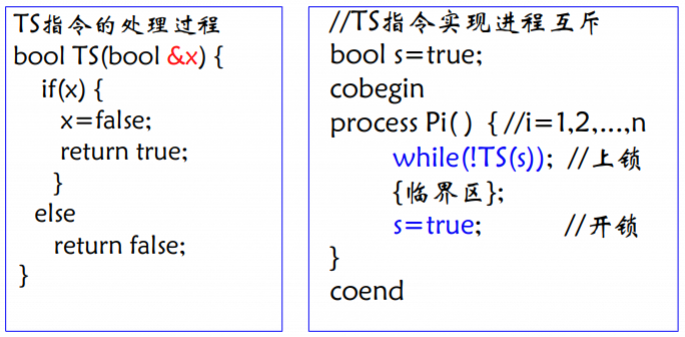 TS指令的处理过程
bool TS(bool &x) {
if(x) {
x=false;
return true;
}
else
return false;
}
//TS指令实现进程互斥
bool s=true;
cobegin
process Pi( ) { //i=1,2,...,n
while(!TS(s)); //上锁
{临界区};
s=true; //开锁
}
coend